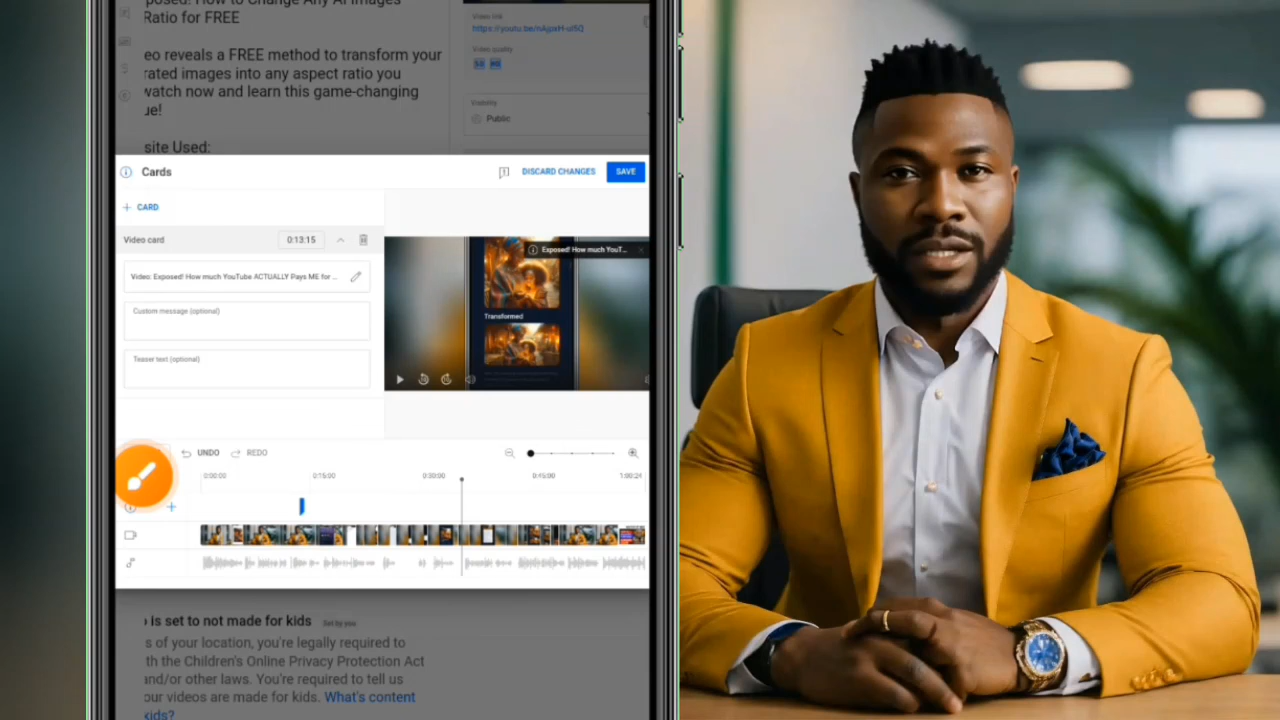 posed! How to Change Any AI Images
Ratio for FREE
eo reveals a FREE method to transform your
rated images into any aspect ratio you
watch now and learn this game-changing
ue!
site Used:
Video link
Video quality
SD HD
Visibility
Public
Cards
DISCARD CHANGES
SAVE
+ CARD
Video card
0:13:15
Video: Exposed! How much YouTube ACTUALLY Pays ME for ...
Custom message (optional)
Teaser text (optional)
Exposed! How much YouT...
Transformed
UNDO
REDO
0:00:00
0:15:00
0:30:00
0:45:00
1:00:24
is set to not made for kids
Set by you
s of your location, you're legally required to
th the Children's Online Privacy Protection Act
and/or other laws. You're required to tell us
our videos are made for kids. What's content
kids?